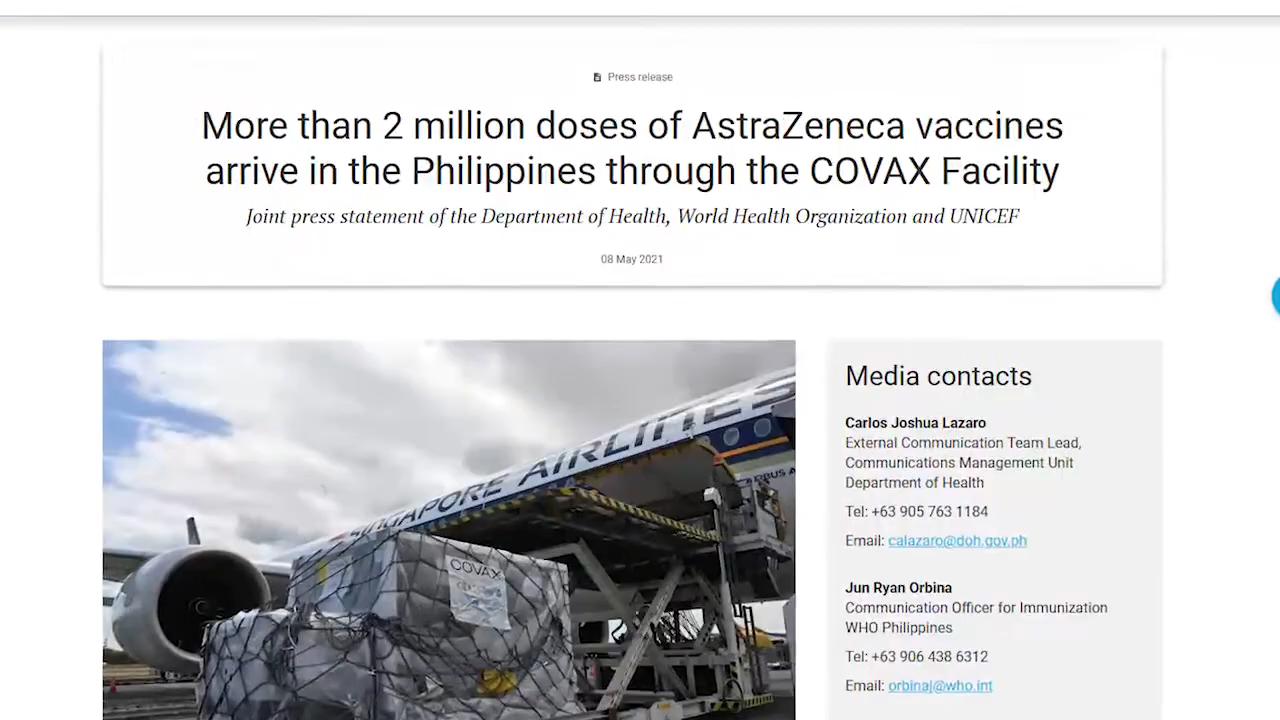 Press release
More than 2 million doses of AstraZeneca vaccines
arrive in the Philippines through the COVAX Facility
Joint press statement of the Department of Health, World Health Organization and UNICEF
08 May 2021
SINGAPORE AIRLINES
COVAX
Media contacts
Carlos Joshua Lazaro
External Communication Team Lead,
Communications Management Unit
Department of Health
Tel: +63 905 763 1184
Email: calazaro@doh.gov.ph
Jun Ryan Orbina
Communication Officer for Immunization
WHO Philippines
Tel: +63 906 438 6312
Email: orbinaj@who.int